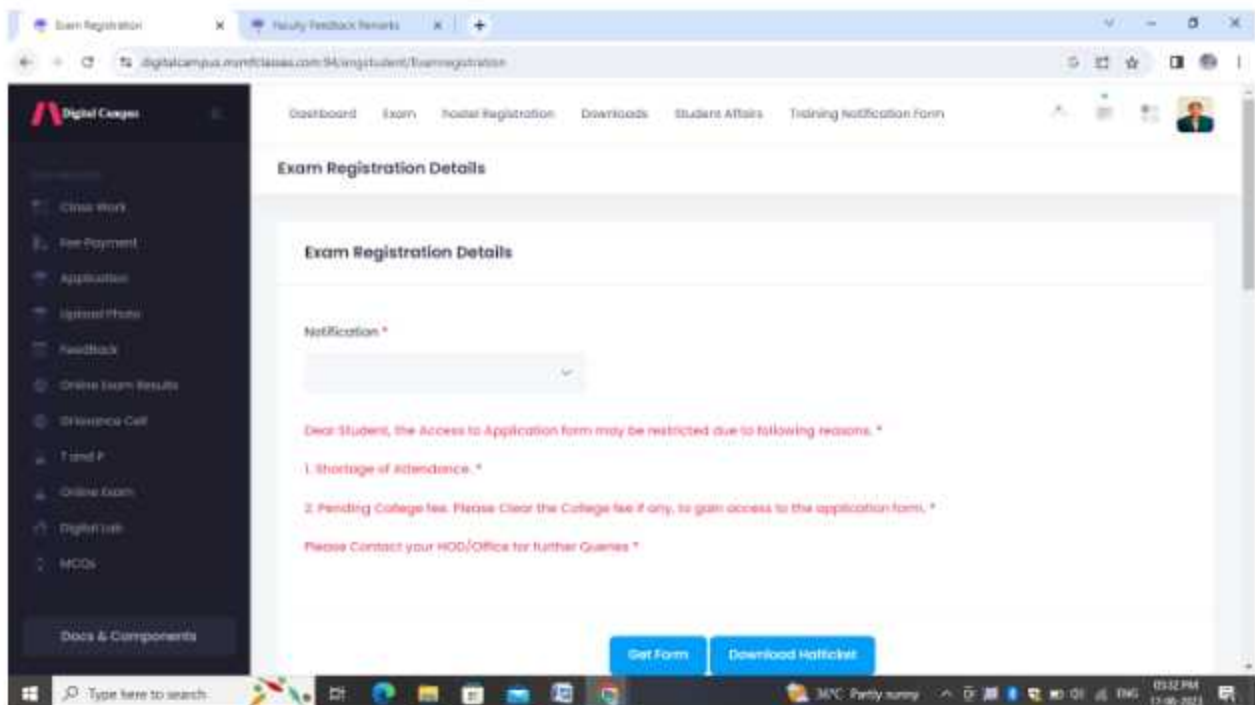 Exam Registration
Faculty Feedback Remarks
Digital Campus
Dashboard Exam Hostel Registration Downloads Student Affairs Training Notification Form
Exam Registration Details
Class Work
Fee Payment
Application
Upload Photo
Feedback
Online Exam Results
Grievance Cell
T and P
Online Exam
Digital Lab
MCQs
Docs & Components
Exam Registration Details
Notification *
Dear Student, the Access to Application form may be restricted due to following reasons. *
1. Shortage of Attendance. *
2. Pending College fee. Please Clear the College fee if any, to gain access to the application form. *
Please Contact your HOD/Office for further Queries *
Get Form Download Hallticket
Type here to search
36°C Partly sunny
ENG
05:32 PM